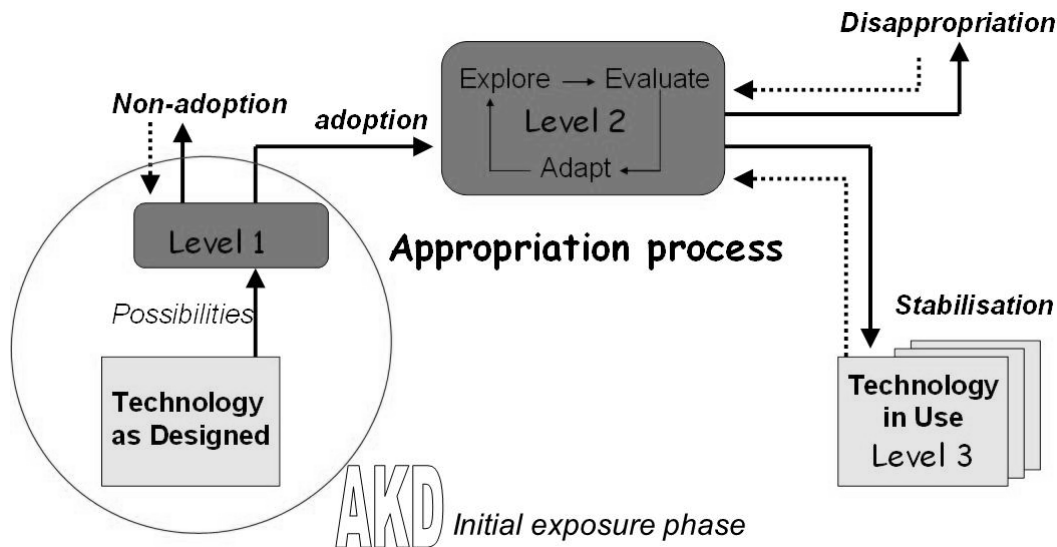 Disappropriation
Non-adoption
adoption
Explore
Evaluate
Level 2
Adapt
Level 1
Appropriation process
Possibilities
Stabilisation
Technology
as Designed
Technology
in Use
Level 3
AKD
Initial exposure phase